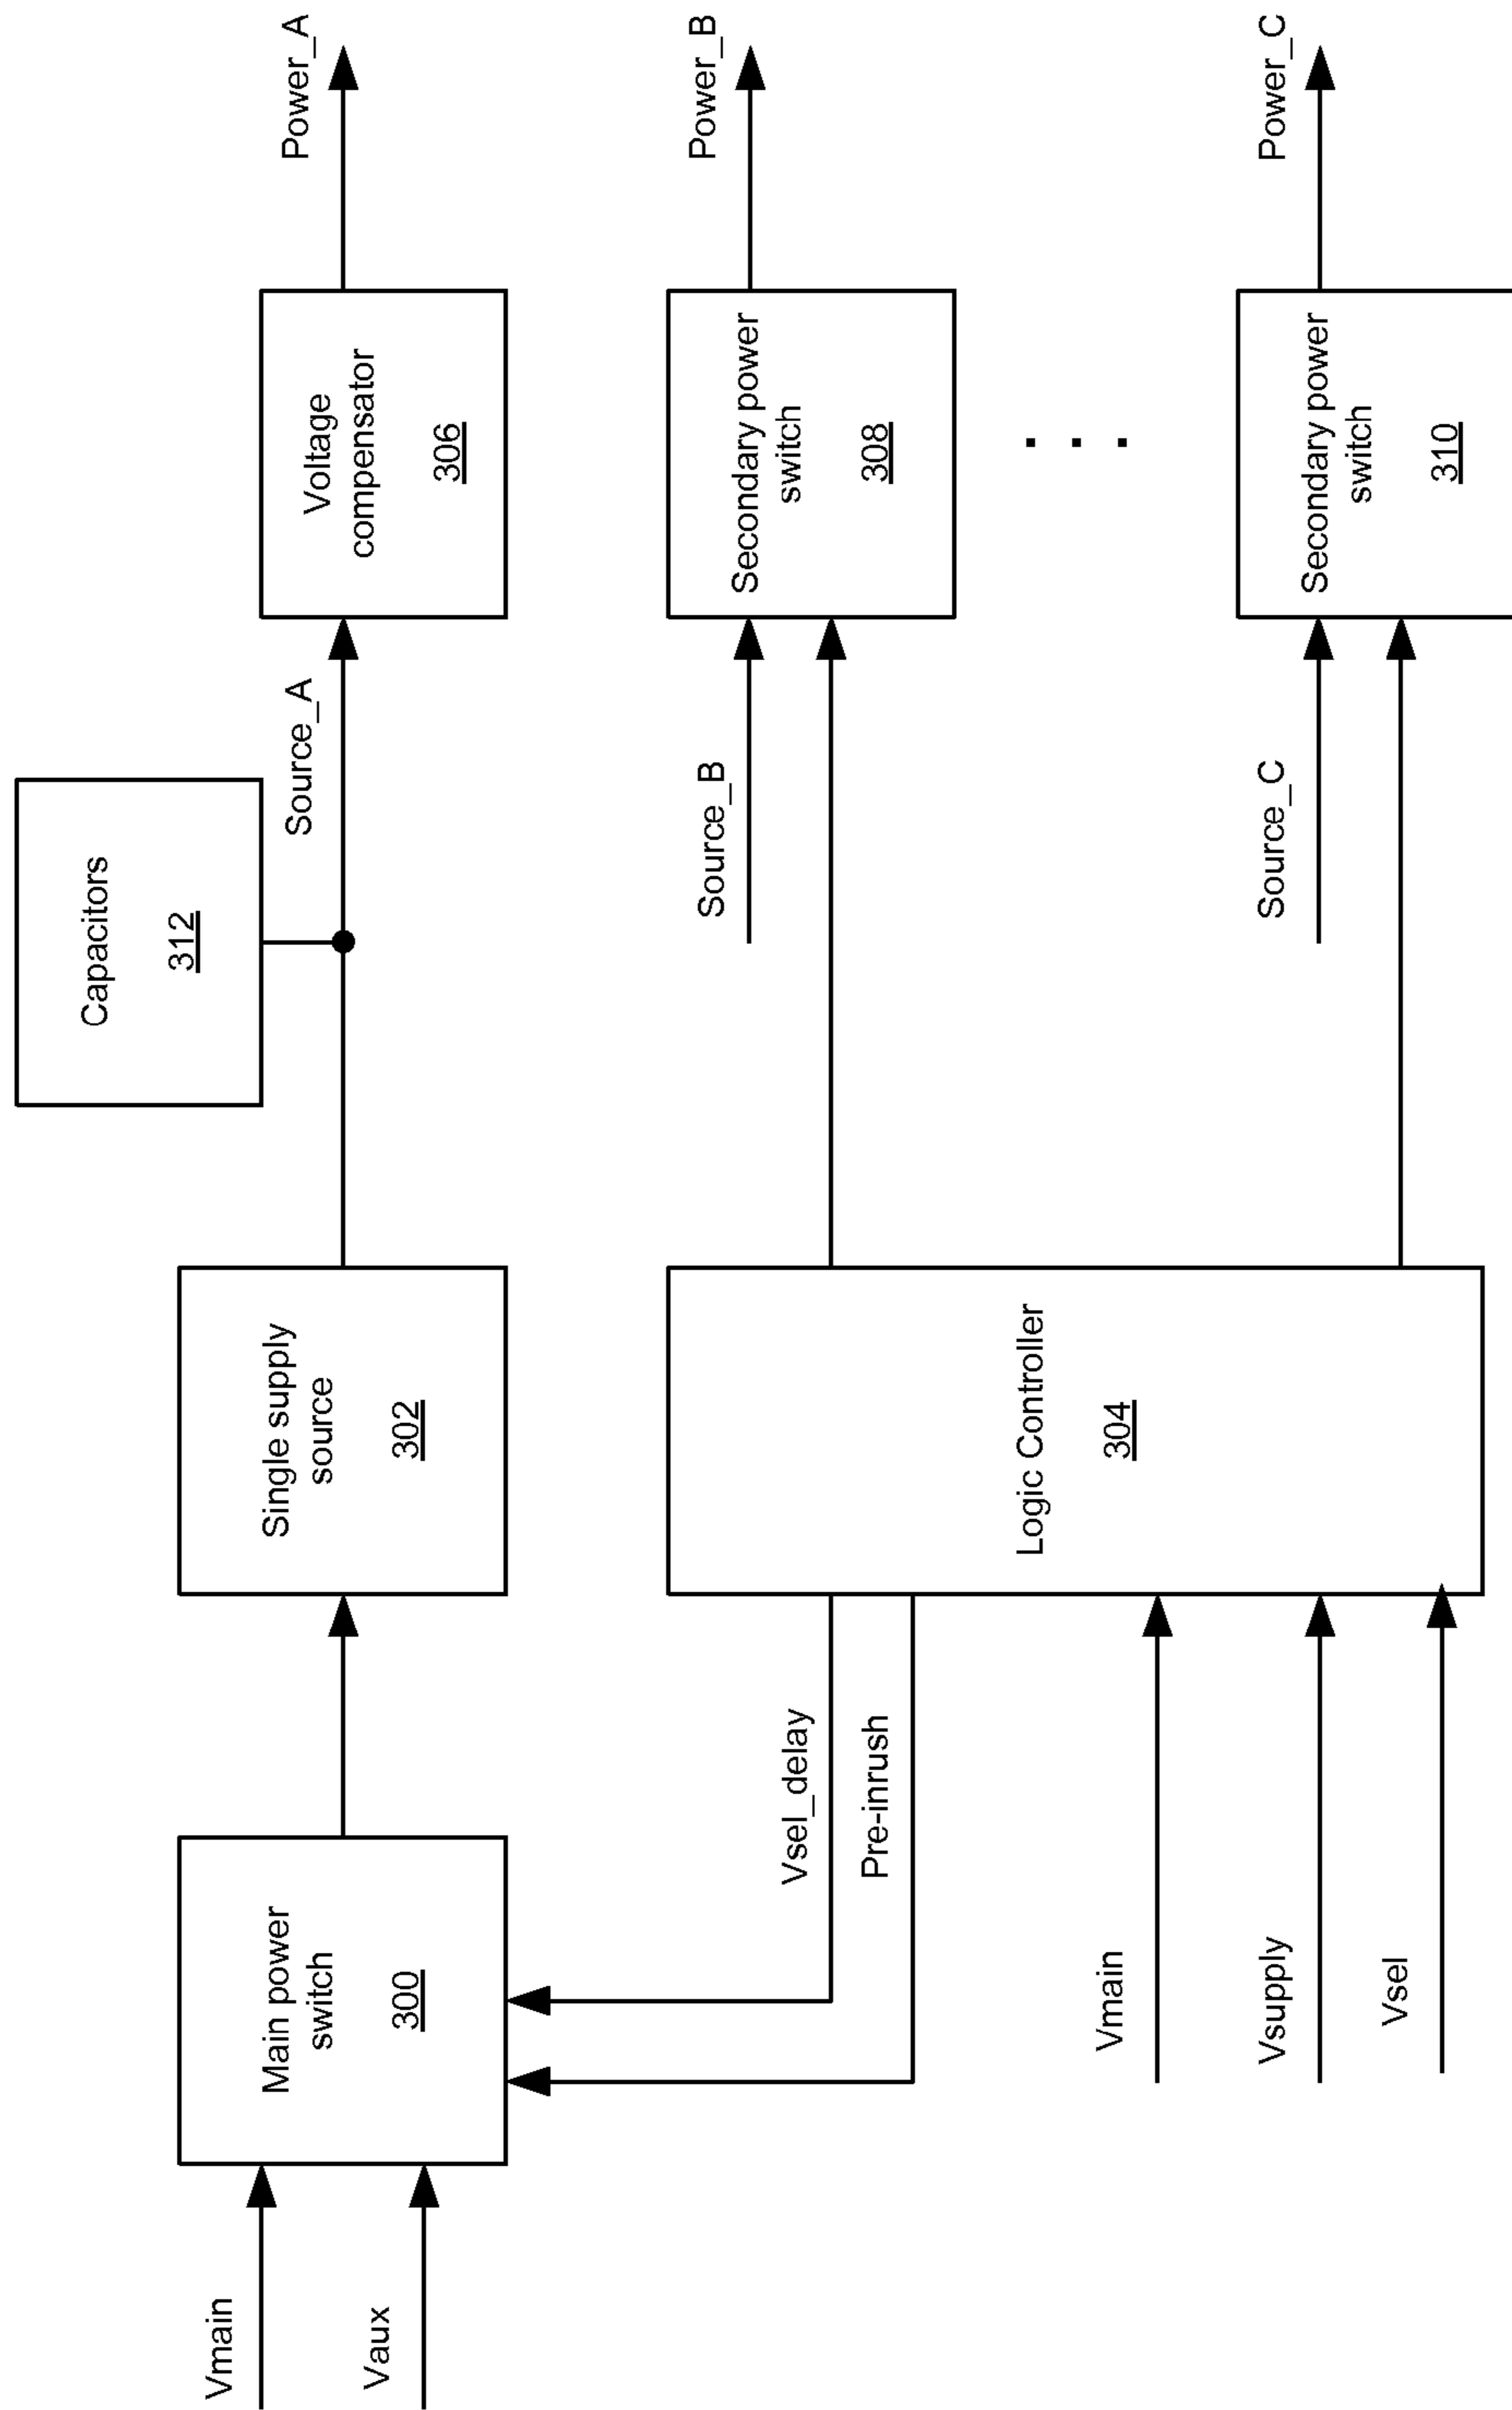 Capacitors
312
Vmain
Vaux
Main power
switch
300
Single supply
source
302
Source_A
Voltage
compensator
306
Power_A
Vsel_delay
Pre-inrush
Vmain
Vsupply
Vsel
Logic Controller
304
Source_B
Secondary power
switch
308
Power_B
Source_C
Secondary power
switch
310
Power_C